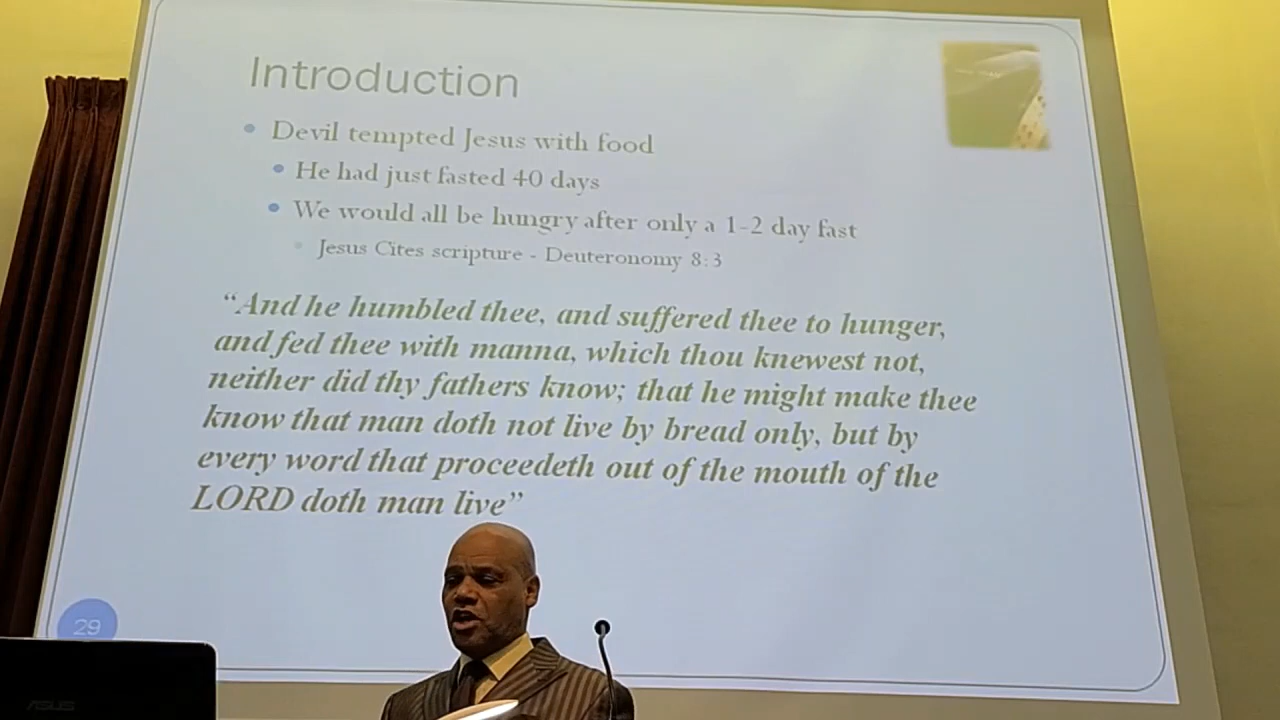 Introduction
Devil tempted Jesus with food
He had just fasted 40 days
We would all be hungry after only a 1-2 day fast
Jesus Cites scripture - Deuteronomy 8:3
“And he humbled thee, and suffered thee to hunger,
and fed thee with manna, which thou knewest not,
neither did thy fathers know; that he might make thee
know that man doth not live by bread only, but by
every word that proceedeth out of the mouth of the
LORD doth man live”
29
ASUS